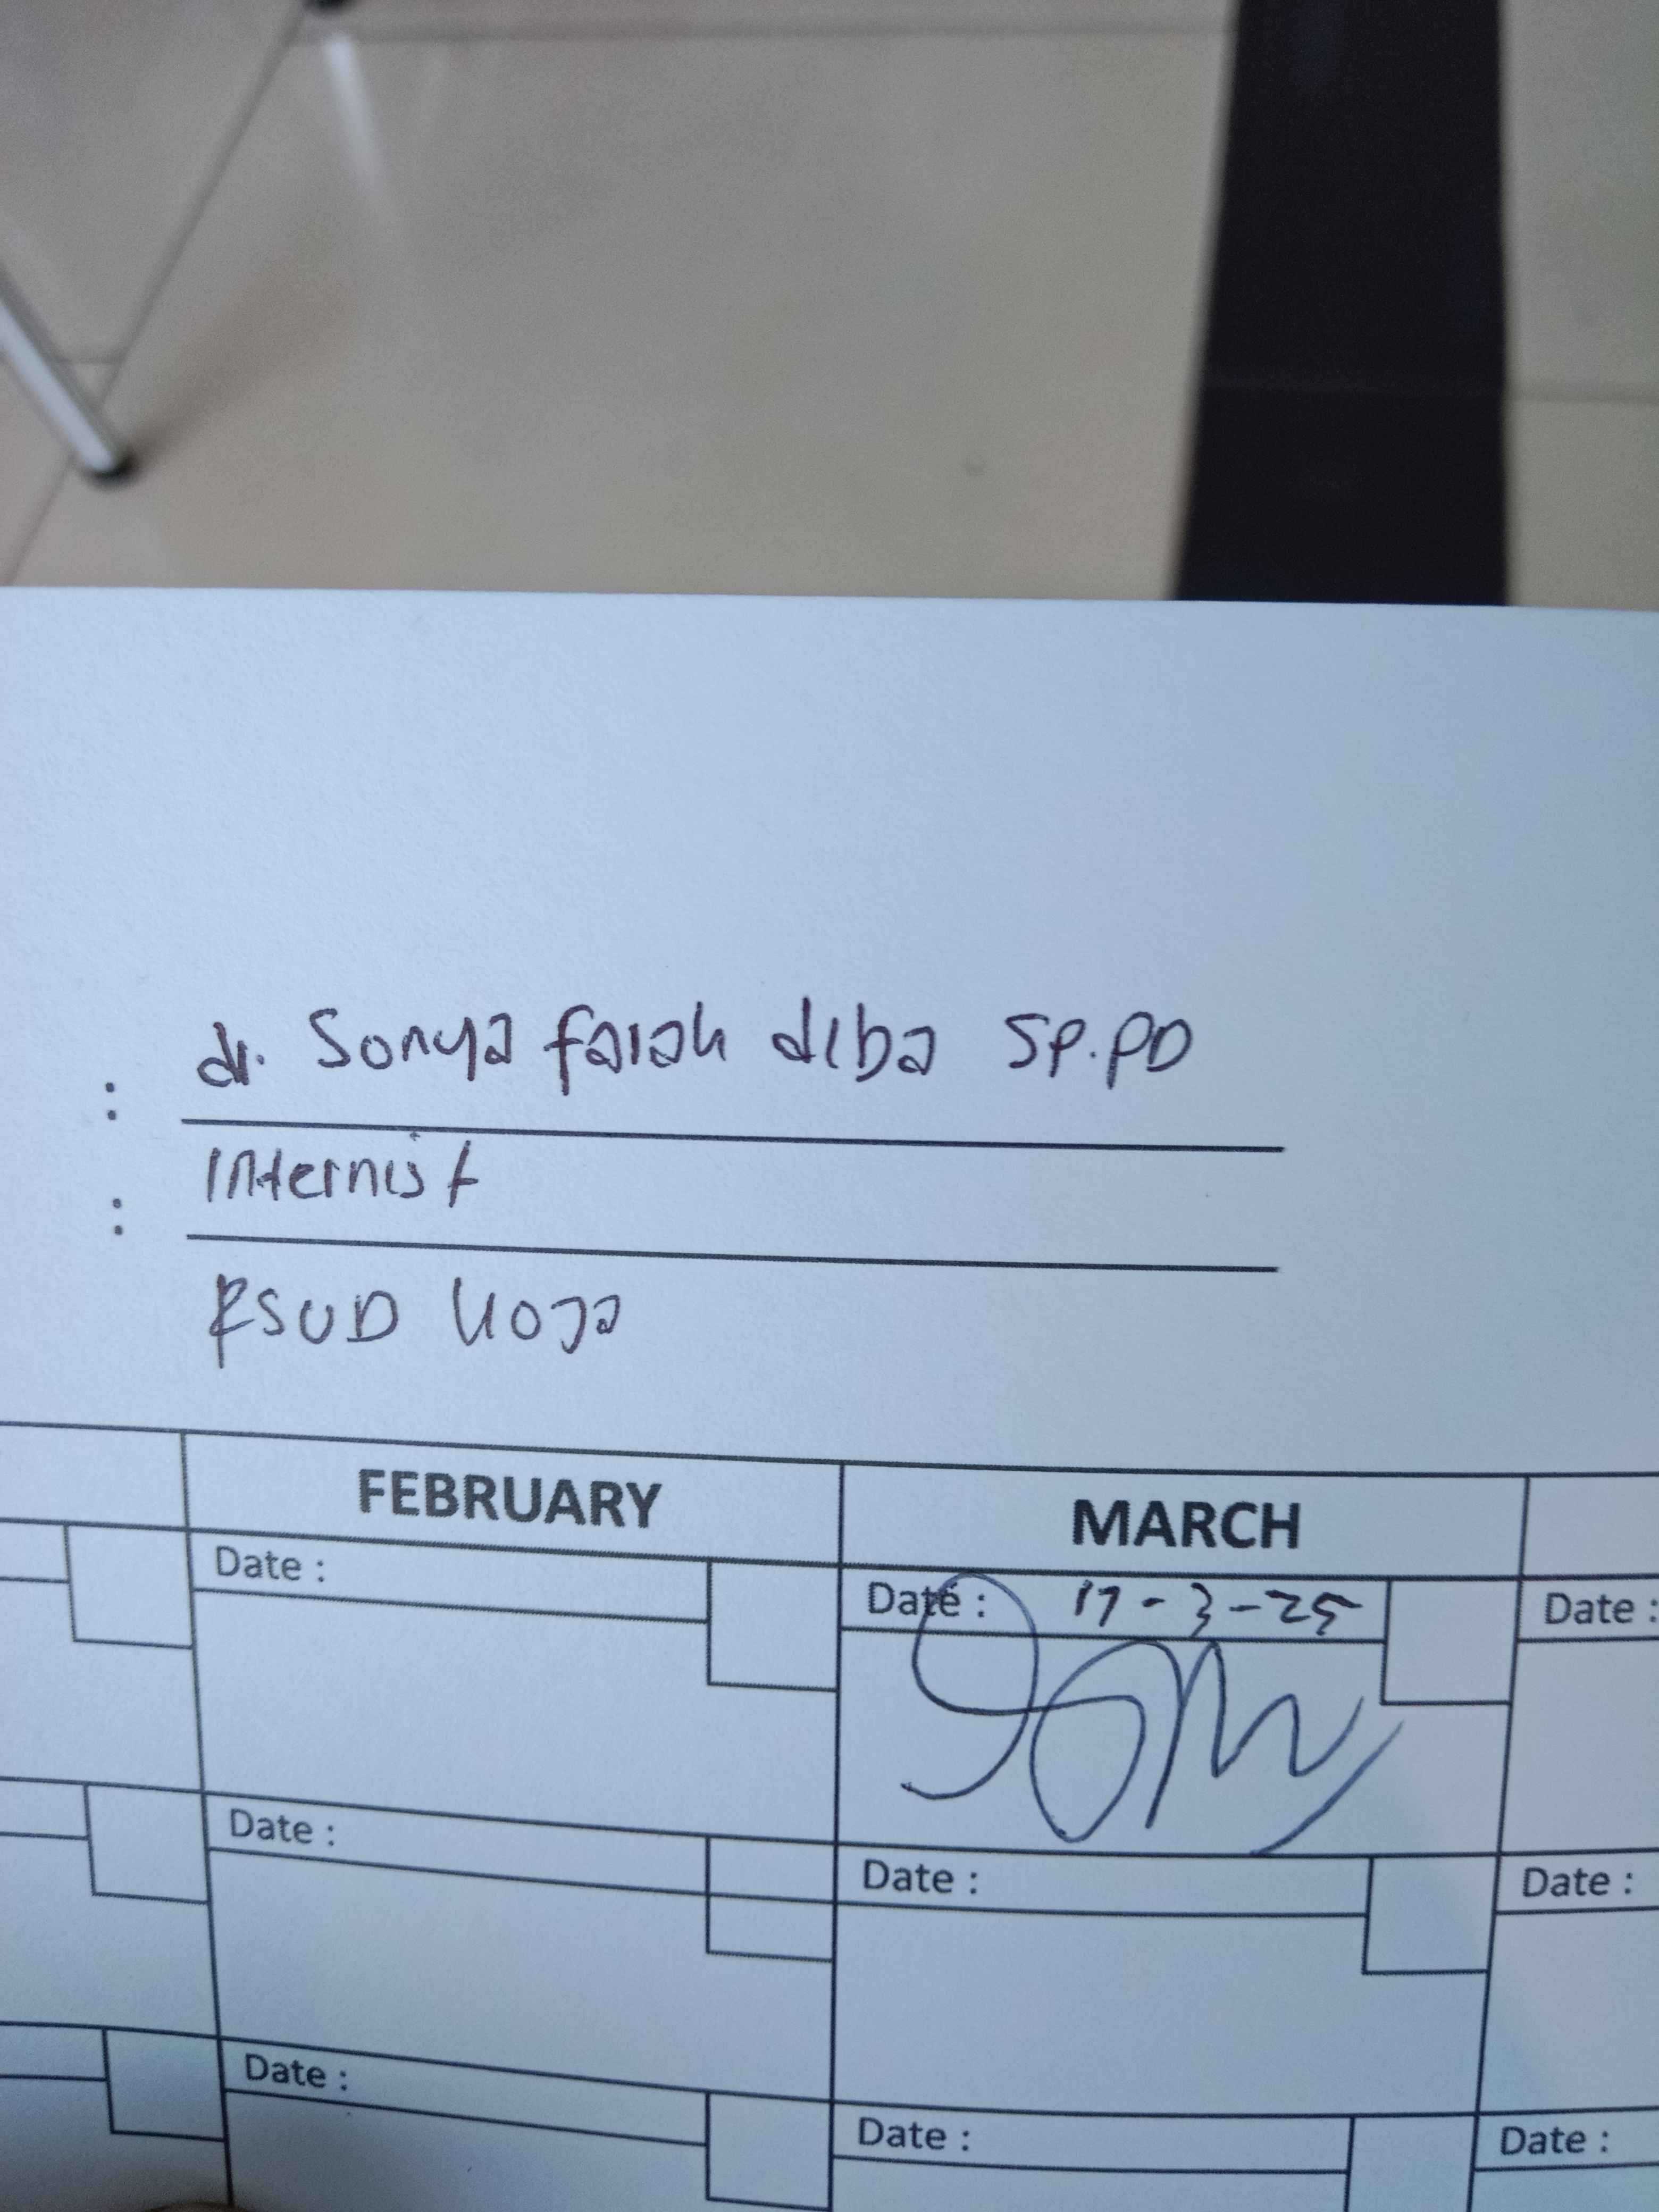 : dr. Sonya farah diba Sp.PD
: Internist
RSUD Koja
FEBRUARY MARCH
Date : Date : 17-3-25 Date :
Date : Date : Date :
Date : Date : Date :